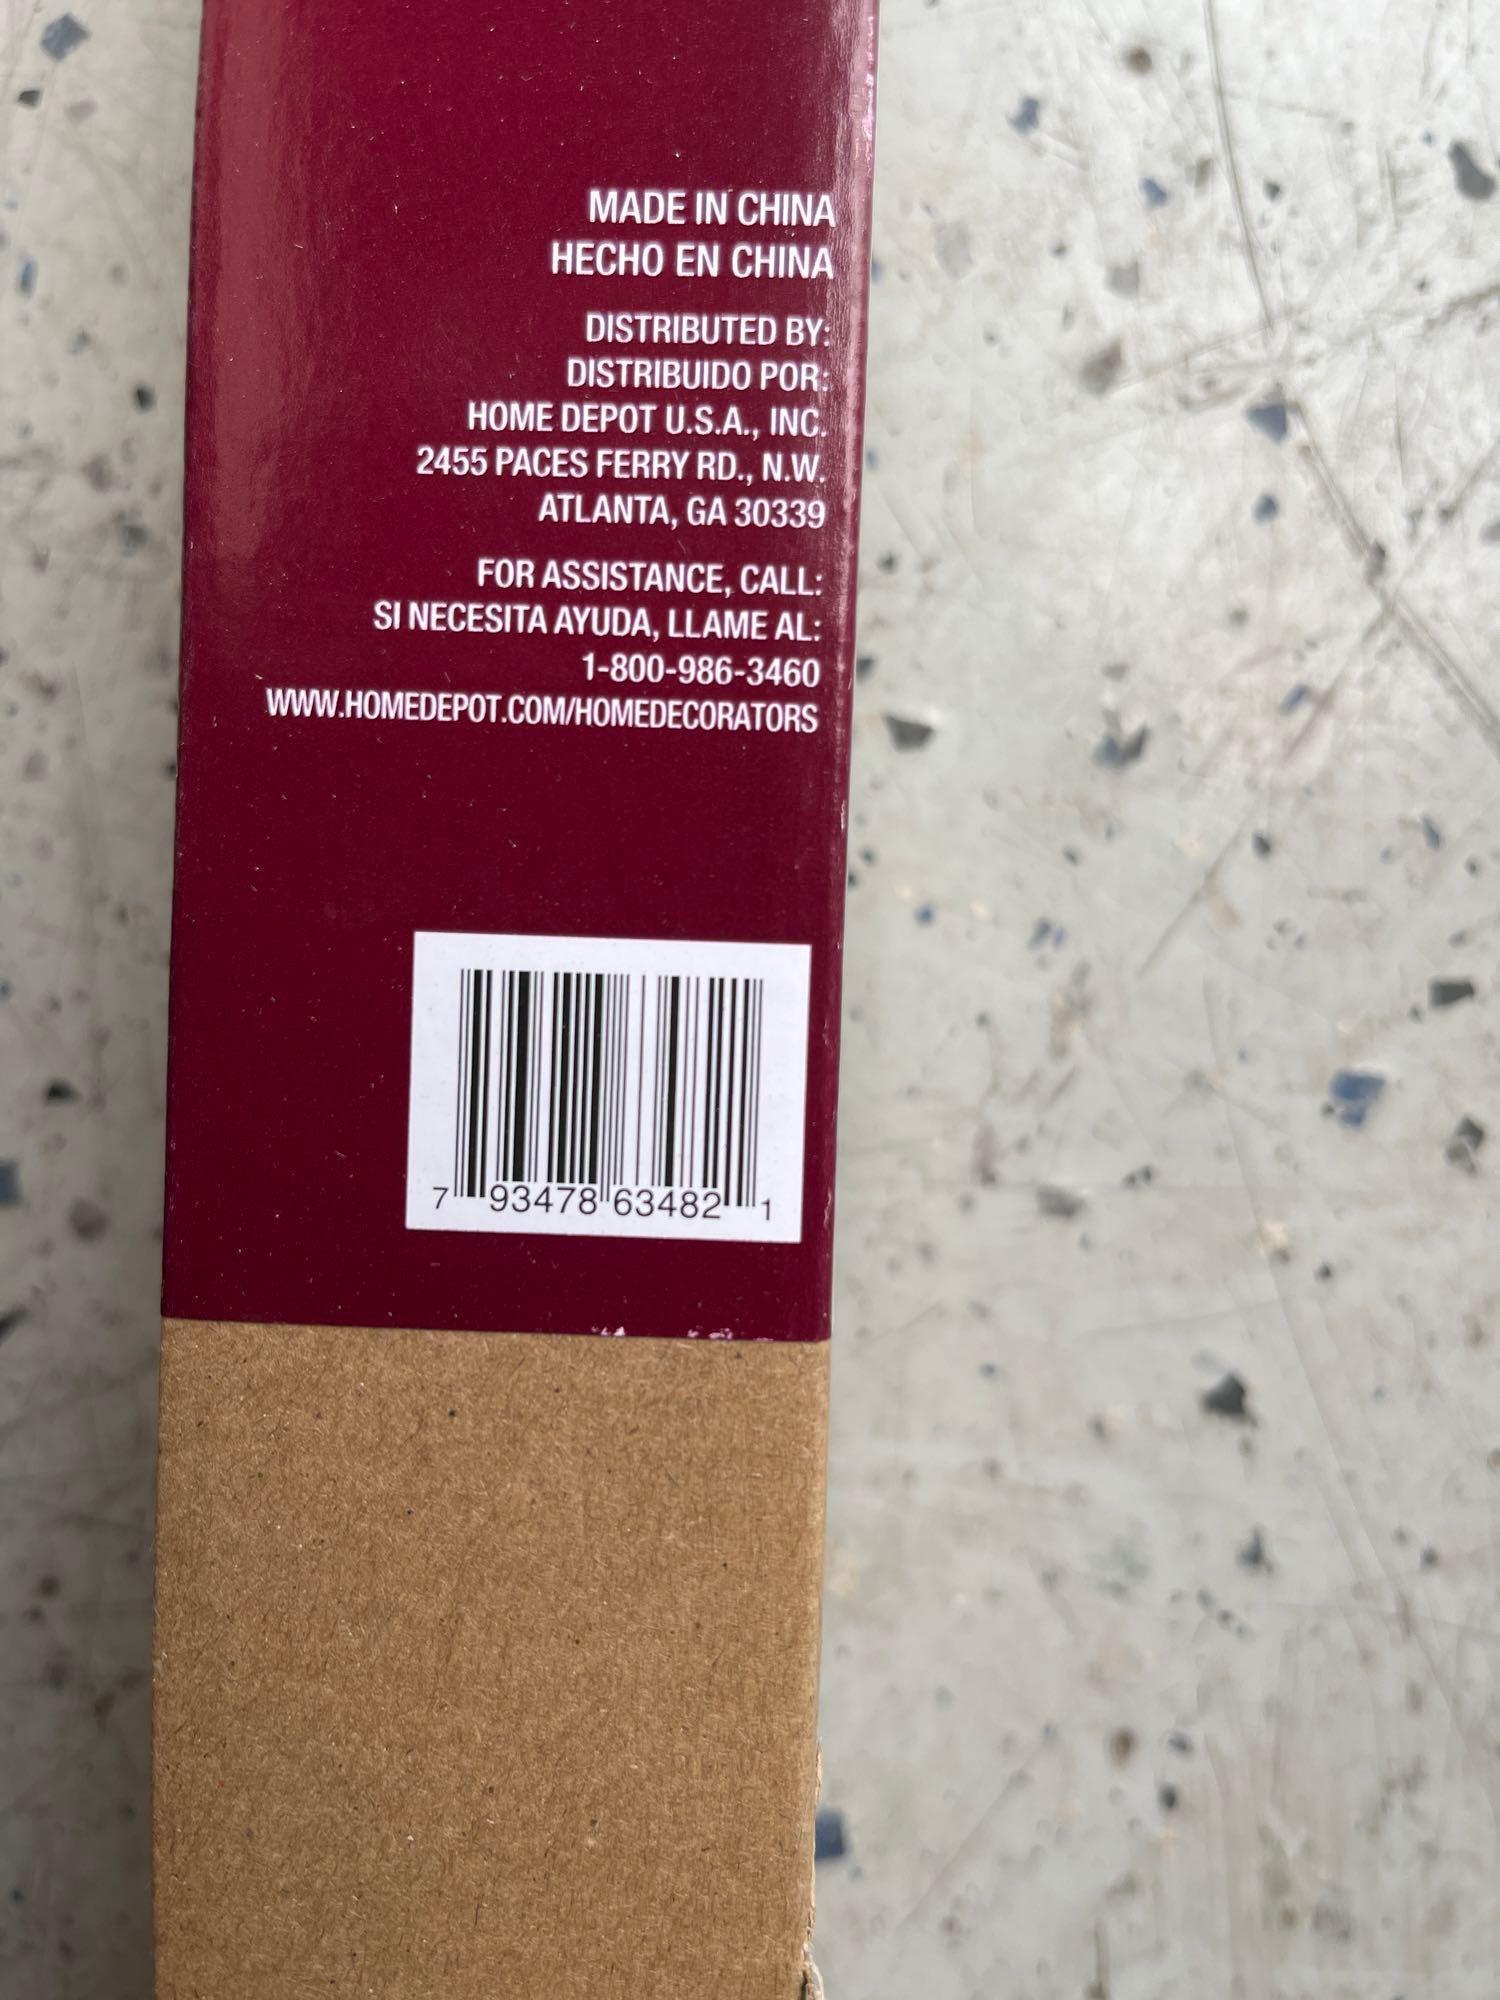 MADE IN CHINA
HECHO EN CHINA
DISTRIBUTED BY:
DISTRIBUIDO POR:
HOME DEPOT U.S.A., INC.
2455 PACES FERRY RD., N.W.
ATLANTA, GA 30339
FOR ASSISTANCE, CALL:
SI NECESITA AYUDA, LLAME AL:
1-800-986-3460
WWW.HOMEDEPOT.COM/HOMEDECORATORS
7 93478 63482 1